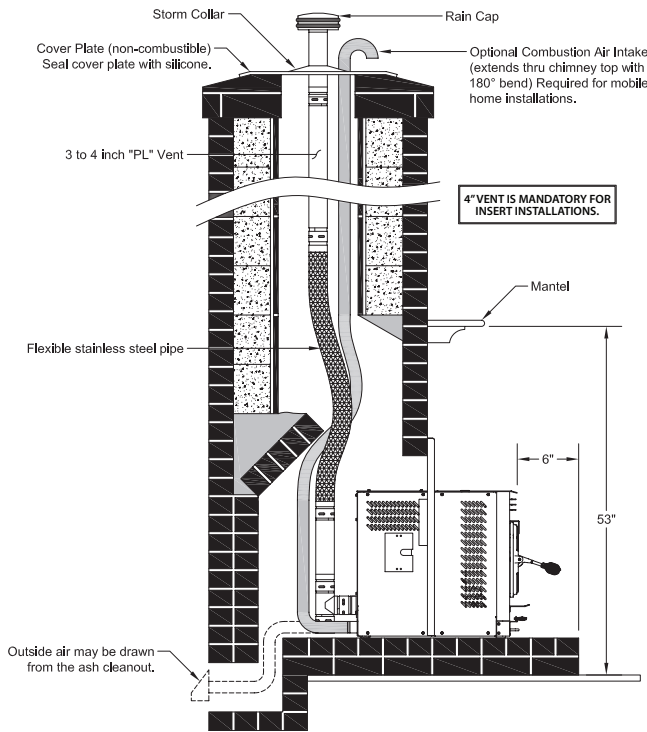 Storm Collar
Rain Cap
Cover Plate (non-combustible)
Seal cover plate with silicone.
Optional Combustion Air Intake
(extends thru chimney top with
180° bend) Required for mobile
home installations.
3 to 4 inch "PL" Vent
4" VENT IS MANDATORY FOR
INSERT INSTALLATIONS.
Mantel
Flexible stainless steel pipe
6"
53"
Outside air may be drawn
from the ash cleanout.